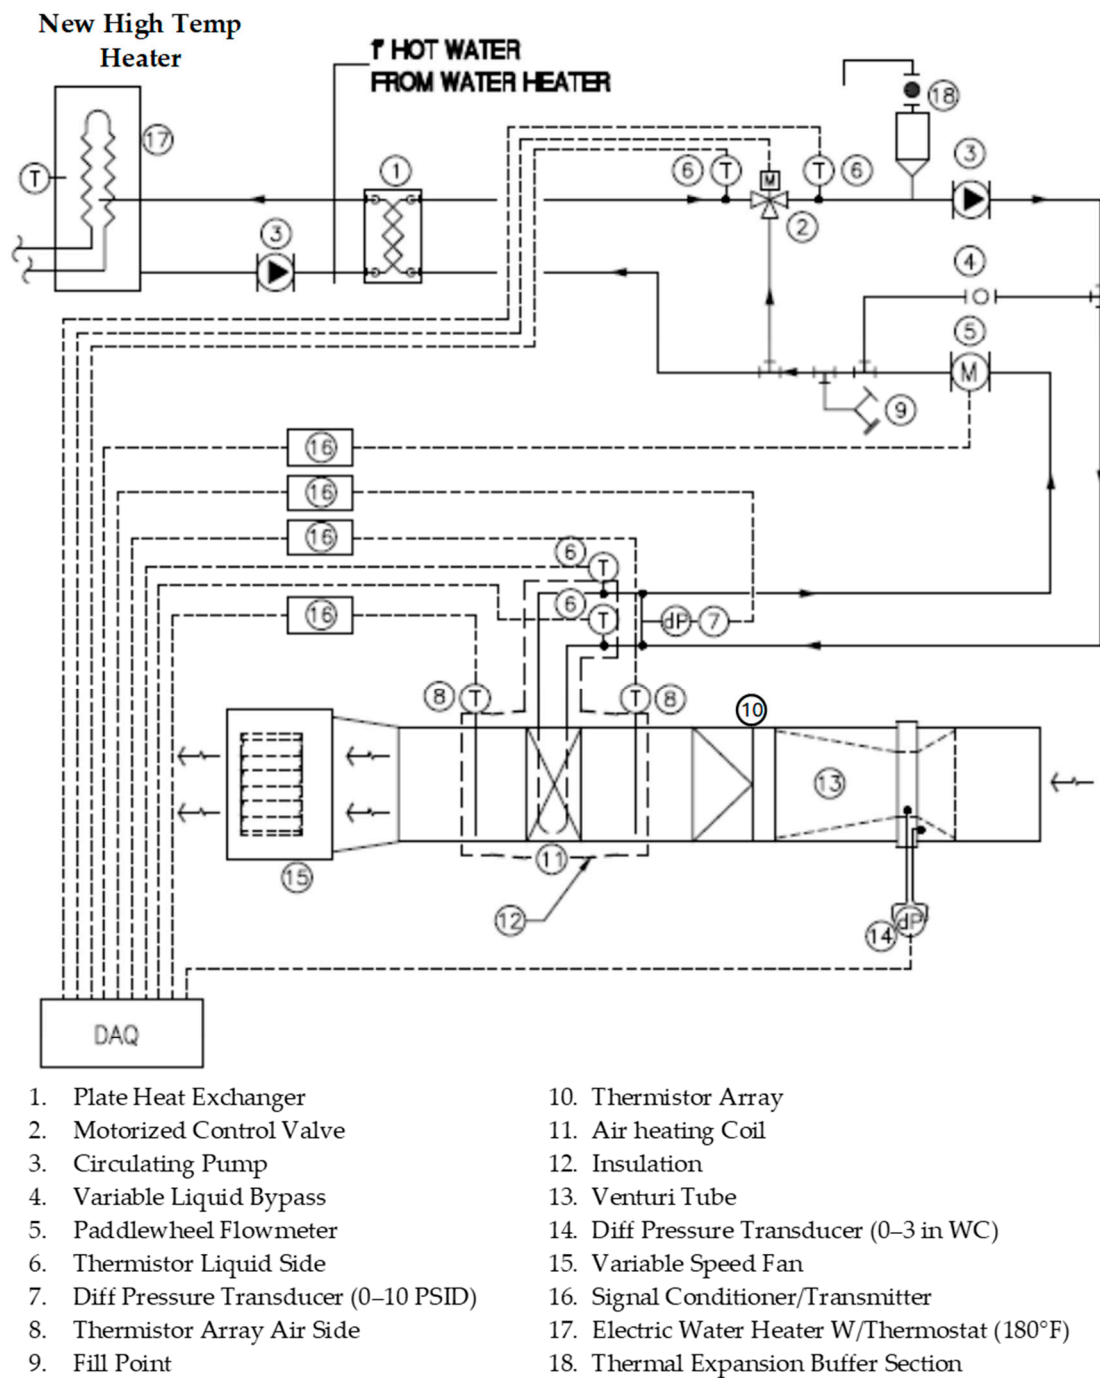 New High Temp
Heater
1" HOT WATER
FROM WATER HEATER
18
17
T
1
6
T
M
T
6
3
2
3
4
5
M
9
16
16
16
6
T
6
T
16
dP
7
8
T
T
8
10
13
11
15
12
14
dP
DAQ
1. Plate Heat Exchanger
2. Motorized Control Valve
3. Circulating Pump
4. Variable Liquid Bypass
5. Paddlewheel Flowmeter
6. Thermistor Liquid Side
7. Diff Pressure Transducer (0–10 PSID)
8. Thermistor Array Air Side
9. Fill Point
10. Thermistor Array
11. Air heating Coil
12. Insulation
13. Venturi Tube
14. Diff Pressure Transducer (0–3 in WC)
15. Variable Speed Fan
16. Signal Conditioner/Transmitter
17. Electric Water Heater W/Thermostat (180°F)
18. Thermal Expansion Buffer Section